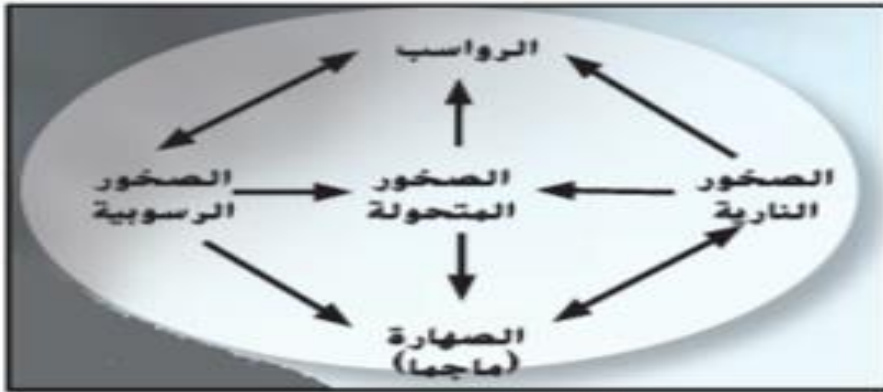 الرواسب
الصخور
النارية
الصخور
المتحولة
الصخور
الرسوبية
الصهارة
(ماجما)